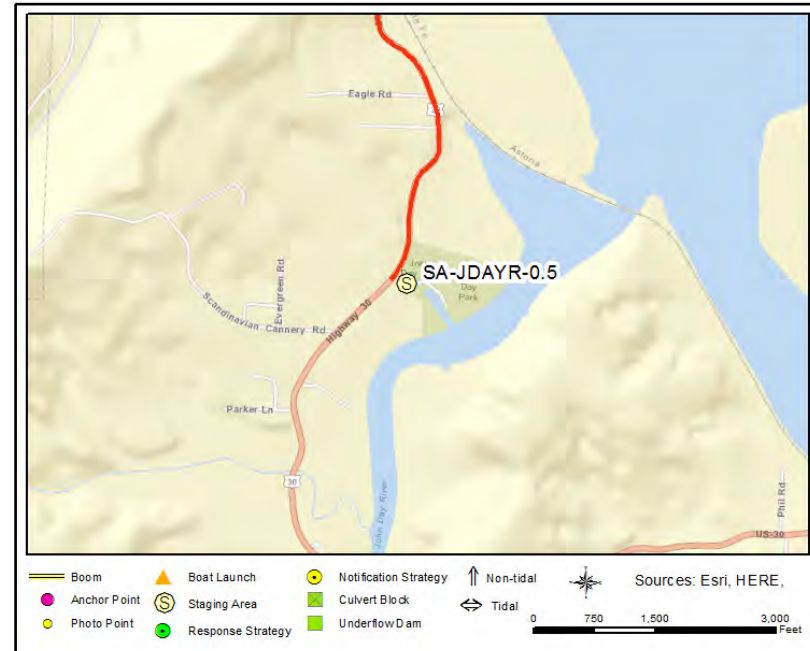 Eagle Rd
30
Astoria
SA-JDAYR-0.5
S
Day
Park
Evergreen Rd
Scandinavian Cannery Rd
Highway 30
Parker Ln
30
John Day River
Phil Rd
US-30
Boom
Boat Launch
Notification Strategy
Non-tidal
Sources: Esri, HERE,
Anchor Point
S
Staging Area
Culvert Block
Tidal
Photo Point
Response Strategy
Underflow Dam
0 750 1,500 3,000
Feet